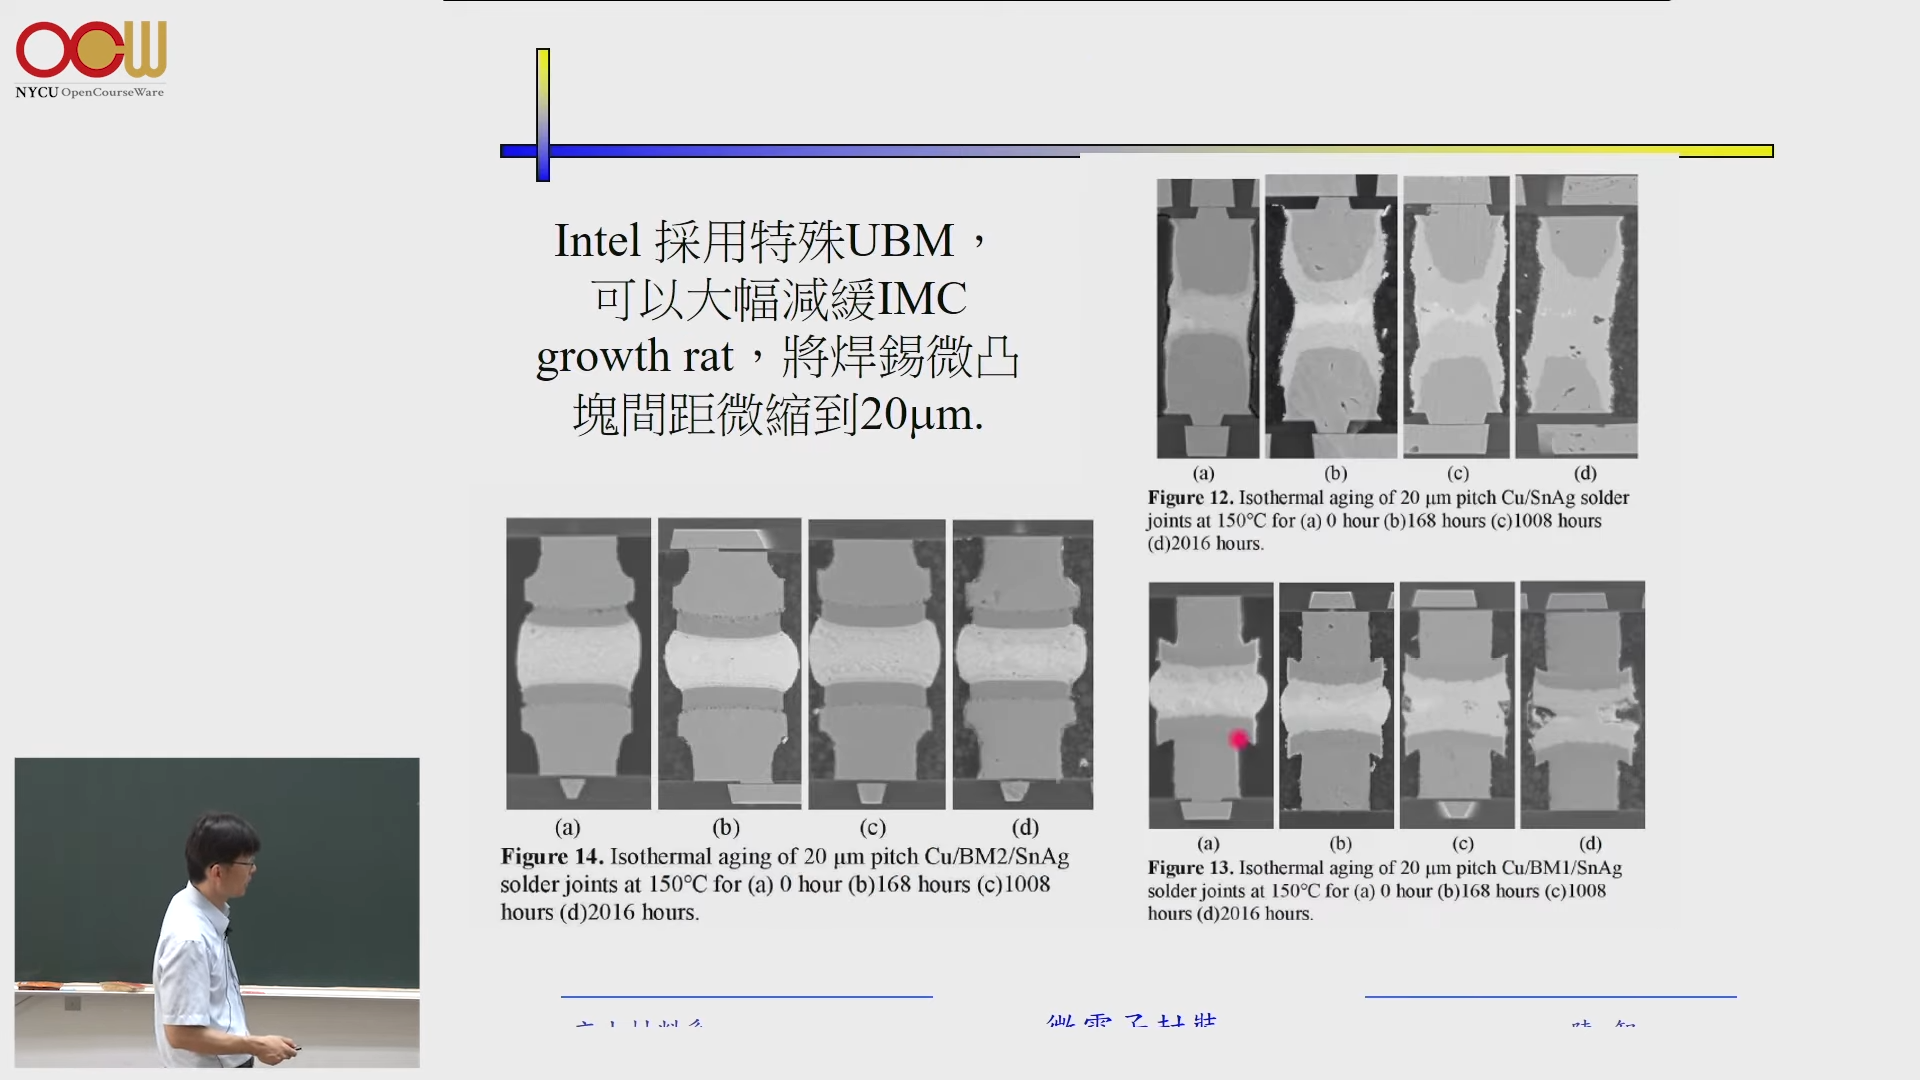 OCW
NYCU OpenCourseWare
Intel 採用特殊UBM，
可以大幅減緩IMC
growth rat，將焊錫微凸
塊間距微縮到20μm.
(a) (b) (c) (d)
Figure 12. Isothermal aging of 20 μm pitch Cu/SnAg solder
joints at 150°C for (a) 0 hour (b)168 hours (c)1008 hours
(d)2016 hours.
(a) (b) (c) (d)
Figure 14. Isothermal aging of 20 μm pitch Cu/BM2/SnAg
solder joints at 150°C for (a) 0 hour (b)168 hours (c)1008
hours (d)2016 hours.
(a) (b) (c) (d)
Figure 13. Isothermal aging of 20 μm pitch Cu/BM1/SnAg
solder joints at 150°C for (a) 0 hour (b)168 hours (c)1008
hours (d)2016 hours.
微電子封裝